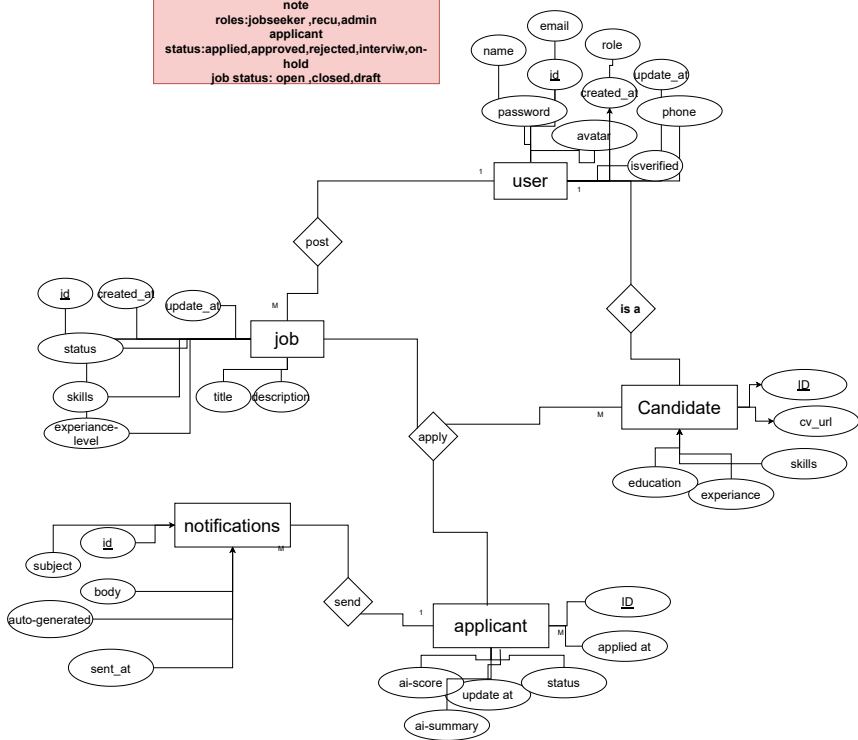 note
roles:jobseeker ,recu,admin
applicant
status:applied,approved,rejected,interviw,on-
hold
job status: open ,closed,draft
email
name
role
id
update_at
created_at
password
phone
avatar
isverified
user
1
1
post
M
id
created_at
update_at
is a
job
status
title
description
skills
experiance-
level
Candidate
M
ID
cv_url
apply
skills
education
experiance
notifications
M
id
subject
body
auto-generated
sent_at
send
1
applicant
M
ID
applied at
ai-score
update at
status
ai-summary